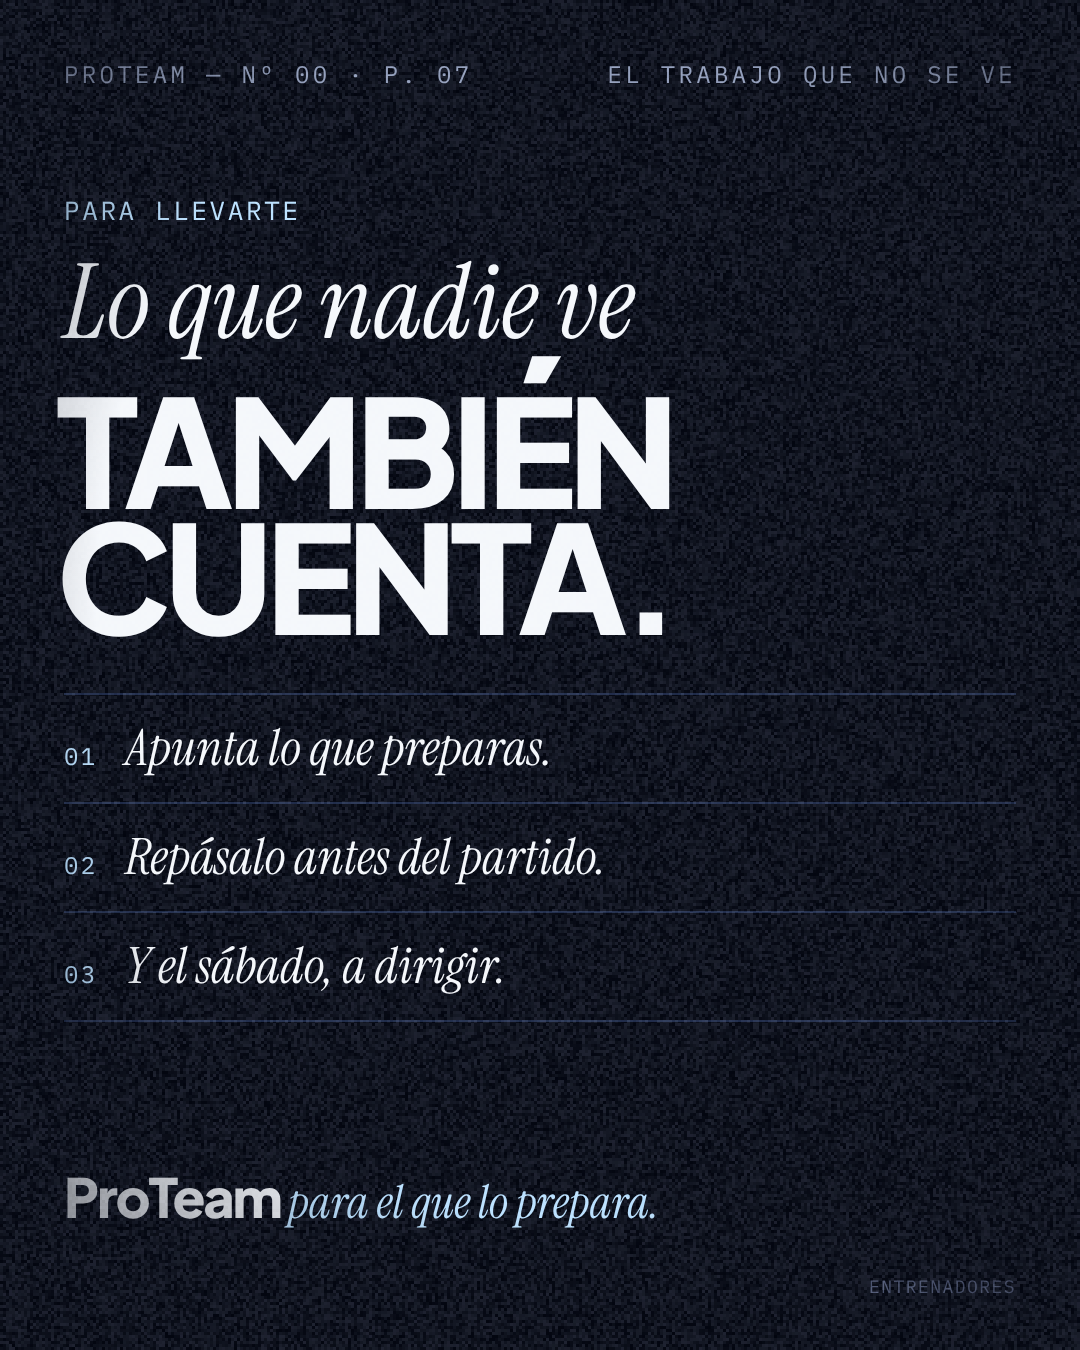 PROTEAM — Nº 00 · P. 07
EL TRABAJO QUE NO SE VE
PARA LLEVARTE
Lo que nadie ve
TAMBIÉN
CUENTA.
01 Apunta lo que preparas.
02 Repásalo antes del partido.
03 Y el sábado, a dirigir.
ProTeam para el que lo prepara.
ENTRENADORES